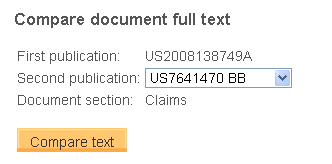 Compare document full text
First publication: US2008138749A
Second publication: US7641470 BB
Document section: Claims
Compare text